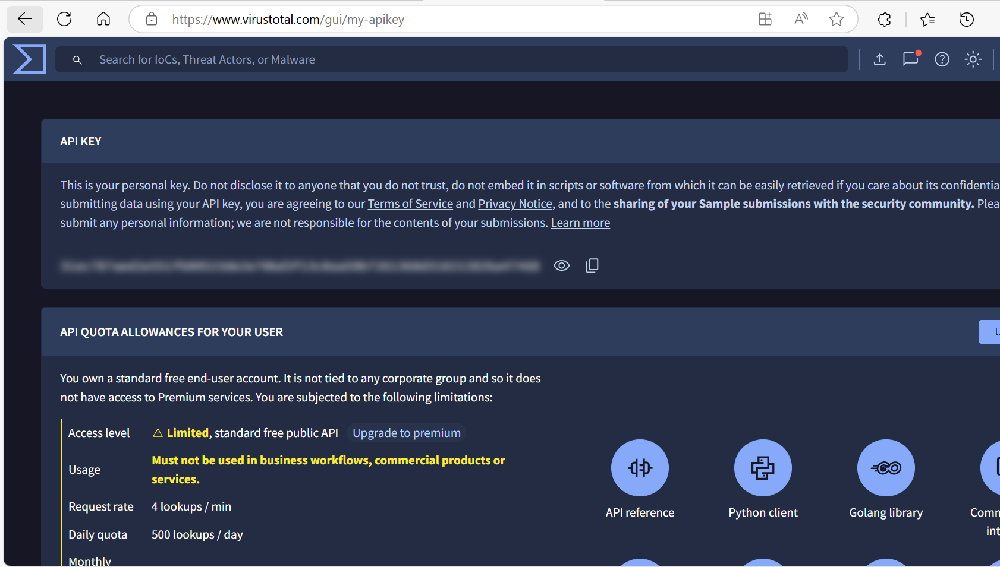 https://www.virustotal.com/gui/my-apikey
Search for IoCs, Threat Actors, or Malware
API KEY
This is your personal key. Do not disclose it to anyone that you do not trust, do not embed it in scripts or software from which it can be easily retrieved if you care about its confidentia
submitting data using your API key, you are agreeing to our Terms of Service and Privacy Notice, and to the sharing of your Sample submissions with the security community. Plea
submit any personal information; we are not responsible for the contents of your submissions. Learn more
API QUOTA ALLOWANCES FOR YOUR USER
U
You own a standard free end-user account. It is not tied to any corporate group and so it does
not have access to Premium services. You are subjected to the following limitations:
Access level Limited, standard free public API Upgrade to premium
Usage Must not be used in business workflows, commercial products or
services.
Request rate 4 lookups / min
Daily quota 500 lookups / day
Monthly
API reference
Python client
GO
Golang library
Comm
int